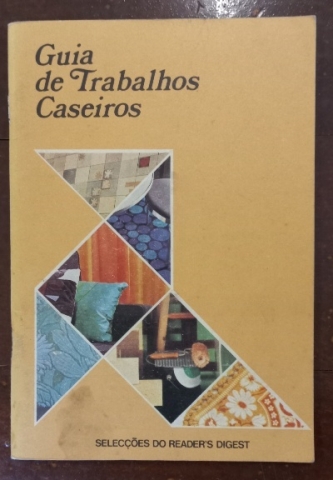 Guia
de Trabalhos
Caseiros
SELECÇÕES DO READER'S DIGEST